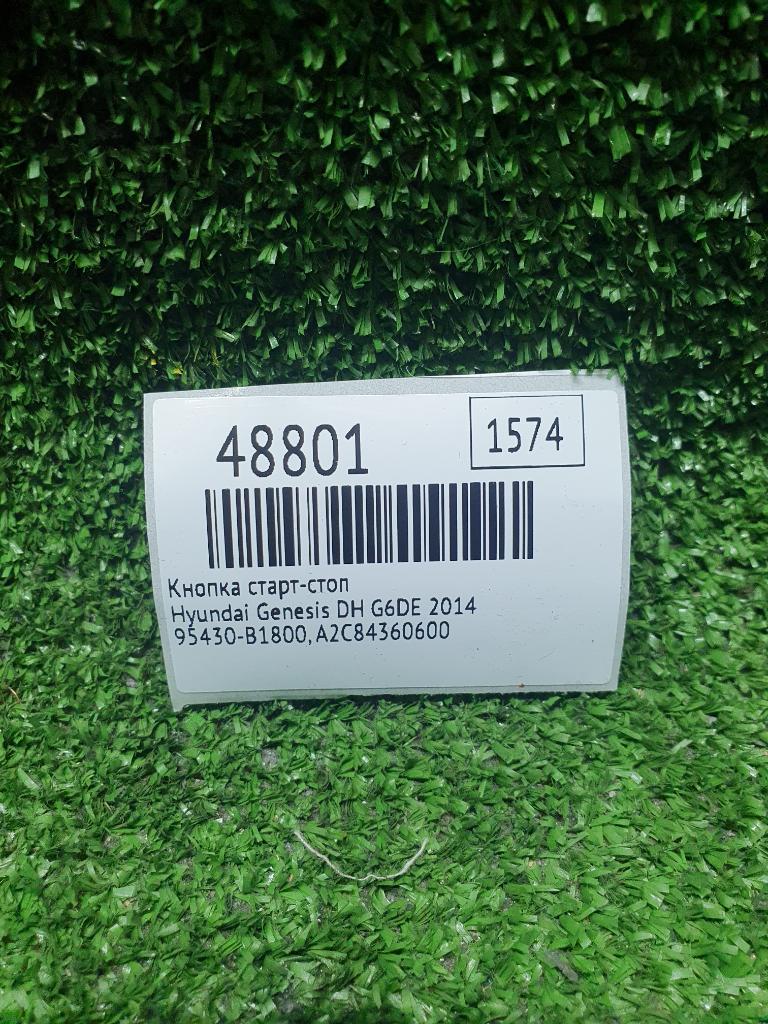 48801
1574
Кнопка старт-стоп
Hyundai Genesis DH G6DE 2014
95430-B1800,A2C84360600